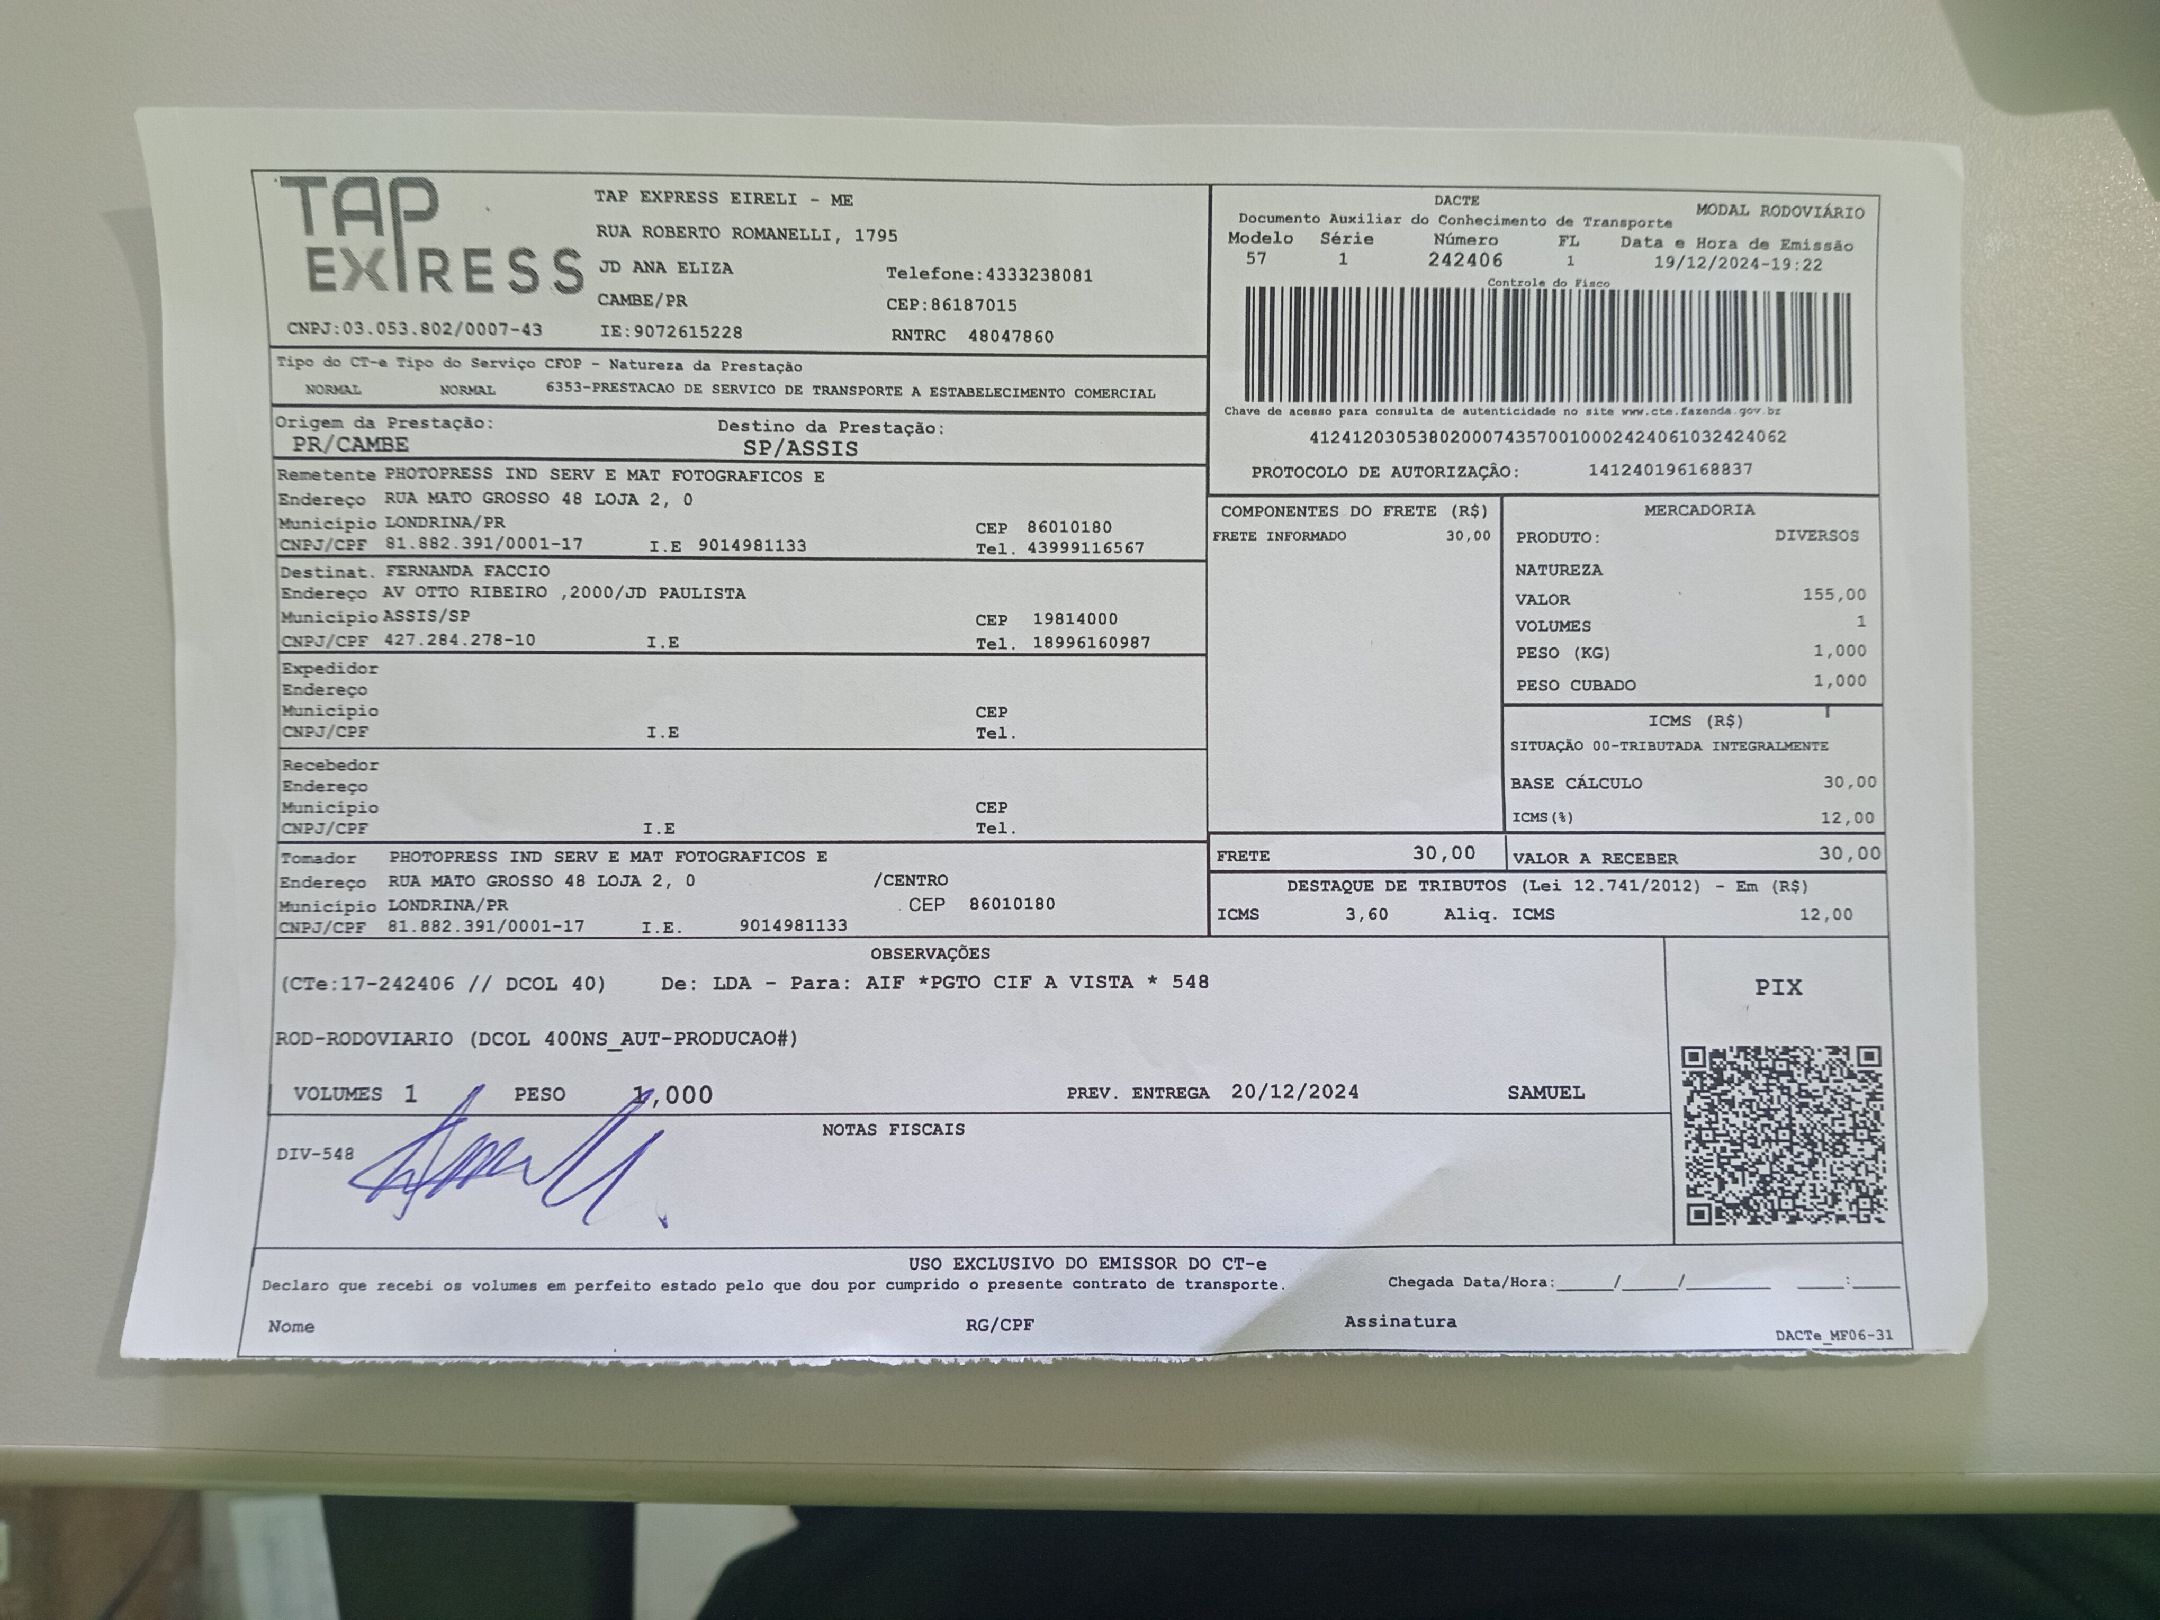 TAP
EXPRESS
TAP EXPRESS EIRELI - ME
RUA ROBERTO ROMANELLI, 1795
JD ANA ELIZA
Telefone:4333238081
CAMBE/PR
CEP:86187015
CNPJ:03.053.802/0007-43
IE:9072615228
RNTRC 48047860
DACTE
MODAL RODOVIÁRIO
Documento Auxiliar do Conhecimento de Transporte
Modelo Série Número FL Data e Hora de Emissão
57 1 242406 1 19/12/2024-19:22
Controle do Fisco
Chave de acesso para consulta de autenticidade no site www.cte.fazenda.gov.br
41241203053802000743570010002424061032424062
PROTOCOLO DE AUTORIZAÇÃO: 141240196168837
Tipo do CT-e Tipo do Serviço CFOP - Natureza da Prestação
NORMAL NORMAL 6353-PRESTACAO DE SERVICO DE TRANSPORTE A ESTABELECIMENTO COMERCIAL
Origem da Prestação: Destino da Prestação:
PR/CAMBE SP/ASSIS
Remetente PHOTOPRESS IND SERV E MAT FOTOGRAFICOS E
Endereço RUA MATO GROSSO 48 LOJA 2, 0
Município LONDRINA/PR CEP 86010180
CNPJ/CPF 81.882.391/0001-17 I.E 9014981133 Tel. 43999116567
Destinat. FERNANDA FACCIO
Endereço AV OTTO RIBEIRO ,2000/JD PAULISTA
Município ASSIS/SP CEP 19814000
CNPJ/CPF 427.284.278-10 I.E Tel. 18996160987
Expedidor
Endereço
Município CEP
CNPJ/CPF I.E Tel.
Recebedor
Endereço
Município CEP
CNPJ/CPF I.E Tel.
Tomador PHOTOPRESS IND SERV E MAT FOTOGRAFICOS E
Endereço RUA MATO GROSSO 48 LOJA 2, 0 /CENTRO
Município LONDRINA/PR CEP 86010180
CNPJ/CPF 81.882.391/0001-17 I.E. 9014981133
COMPONENTES DO FRETE (R$)
FRETE INFORMADO 30,00
MERCADORIA
PRODUTO: DIVERSOS
NATUREZA
VALOR 155,00
VOLUMES 1
PESO (KG) 1,000
PESO CUBADO 1,000
ICMS (R$)
SITUAÇÃO 00-TRIBUTADA INTEGRALMENTE
BASE CÁLCULO 30,00
ICMS(%) 12,00
FRETE 30,00 VALOR A RECEBER 30,00
DESTAQUE DE TRIBUTOS (Lei 12.741/2012) - Em (R$)
ICMS 3,60 Aliq. ICMS 12,00
OBSERVAÇÕES
(CTe:17-242406 // DCOL 40) De: LDA - Para: AIF *PGTO CIF A VISTA * 548
ROD-RODOVIARIO (DCOL 400NS_AUT-PRODUCAO#)
VOLUMES 1 PESO 1,000 PREV. ENTREGA 20/12/2024 SAMUEL
PIX
NOTAS FISCAIS
DIV-548
USO EXCLUSIVO DO EMISSOR DO CT-e
Declaro que recebi os volumes em perfeito estado pelo que dou por cumprido o presente contrato de transporte. Chegada Data/Hora:_____/_____/_______ ____:____
Nome RG/CPF Assinatura
DACTe_MF06-31